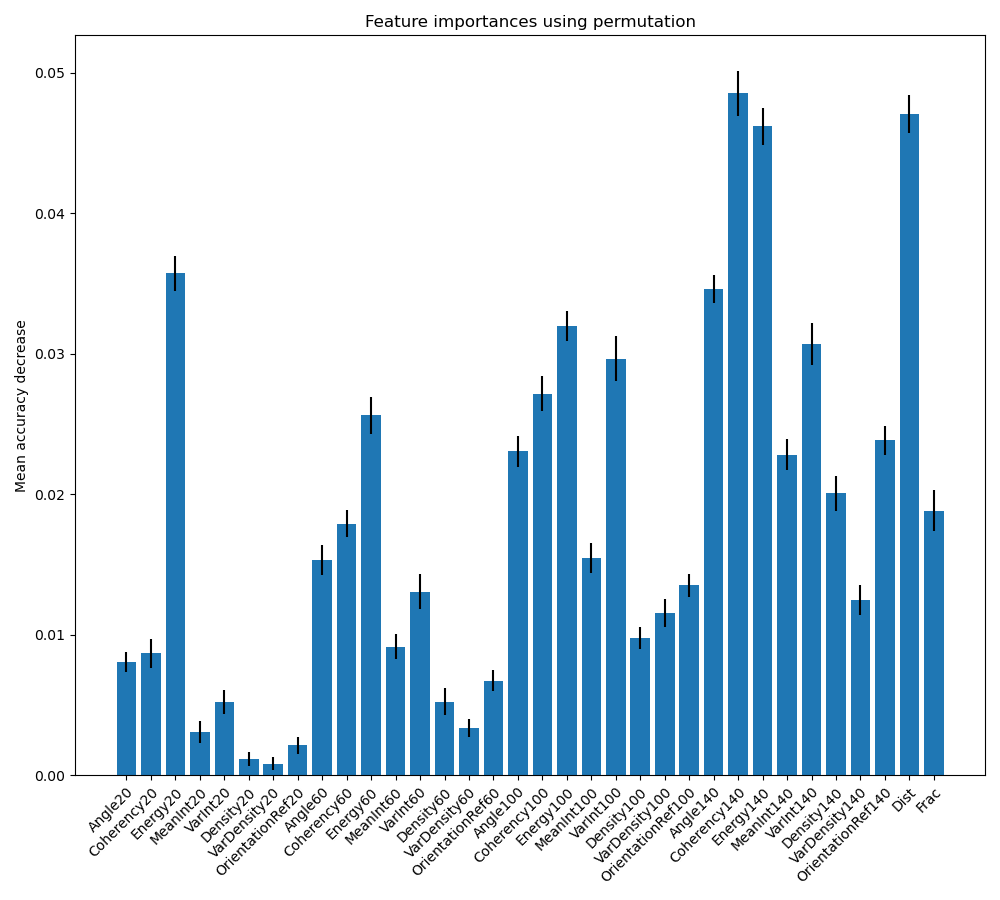 Feature importances using permutation
Mean accuracy decrease
0.05
0.04
0.03
0.02
0.01
0.00
Angle20
Coherency20
Energy20
MeanInt20
VarInt20
Density20
VarDensity20
OrientationRef20
Angle60
Coherency60
Energy60
MeanInt60
VarInt60
Density60
VarDensity60
OrientationRef60
Angle100
Coherency100
Energy100
MeanInt100
VarInt100
Density100
VarDensity100
OrientationRef100
Angle140
Coherency140
Energy140
MeanInt140
VarInt140
Density140
VarDensity140
OrientationRef140
Dist
Frac